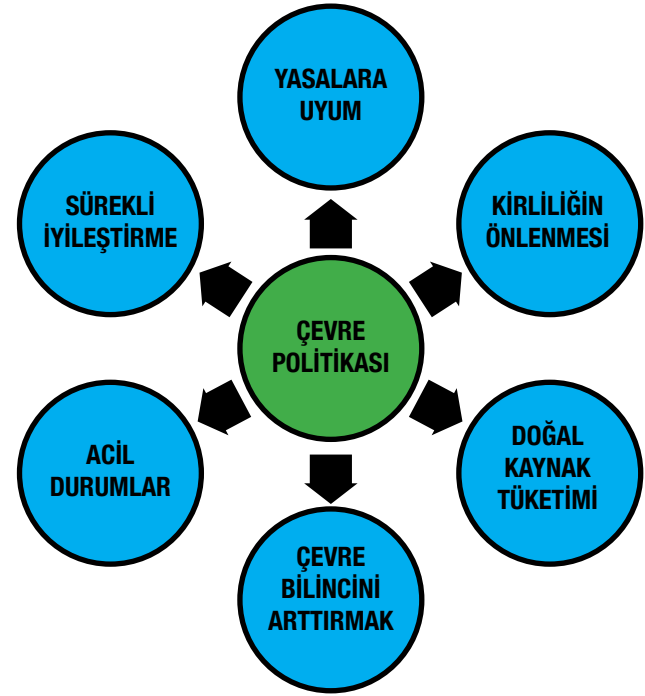 YASALARA
UYUM
SÜREKLİ
İYİLEŞTİRME
KİRLİLİĞİN
ÖNLENMESİ
ÇEVRE
POLİTİKASI
ACİL
DURUMLAR
DOĞAL
KAYNAK
TÜKETİMİ
ÇEVRE
BİLİNCİNİ
ARTTIRMAK